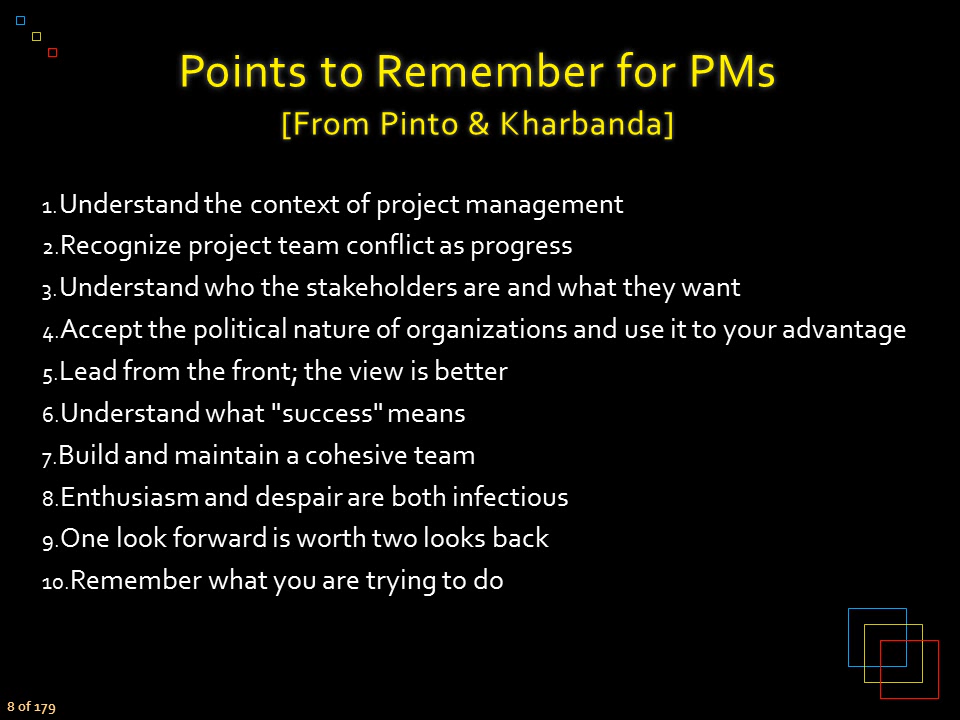 Points to Remember for PMs
[From Pinto & Kharbanda]
1.Understand the context of project management
2.Recognize project team conflict as progress
3.Understand who the stakeholders are and what they want
4.Accept the political nature of organizations and use it to your advantage
5.Lead from the front; the view is better
6.Understand what "success" means
7.Build and maintain a cohesive team
8.Enthusiasm and despair are both infectious
9.One look forward is worth two looks back
10.Remember what you are trying to do
8 of 179